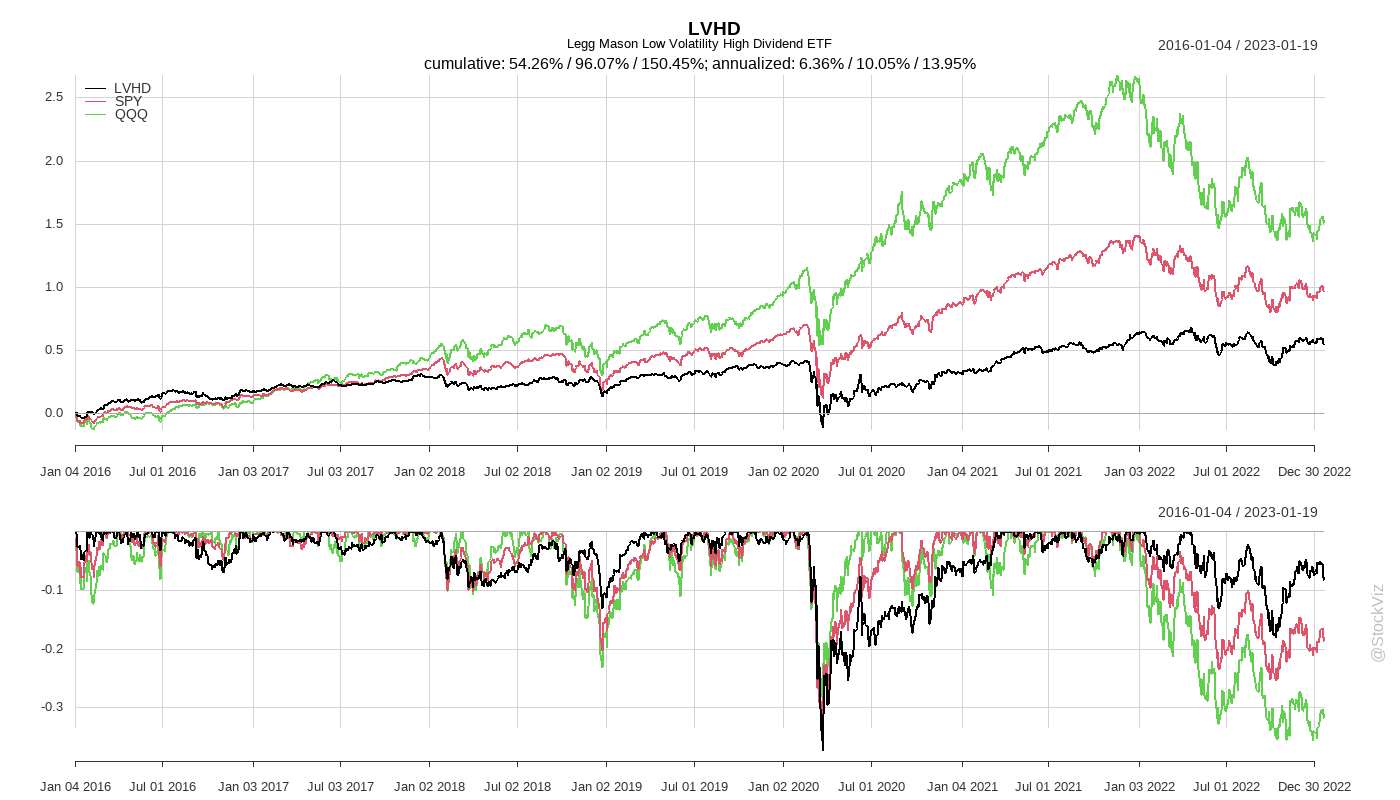 LVHD
Legg Mason Low Volatility High Dividend ETF
2016-01-04 / 2023-01-19
cumulative: 54.26% / 96.07% / 150.45%; annualized: 6.36% / 10.05% / 13.95%
LVHD
SPY
QQQ
2.5
2.0
1.5
1.0
0.5
0.0
Jan 04 2016 Jul 01 2016 Jan 03 2017 Jul 03 2017 Jan 02 2018 Jul 02 2018 Jan 02 2019 Jul 01 2019 Jan 02 2020 Jul 01 2020 Jan 04 2021 Jul 01 2021 Jan 03 2022 Jul 01 2022 Dec 30 2022
2016-01-04 / 2023-01-19
-0.1
-0.2
-0.3
Jan 04 2016 Jul 01 2016 Jan 03 2017 Jul 03 2017 Jan 02 2018 Jul 02 2018 Jan 02 2019 Jul 01 2019 Jan 02 2020 Jul 01 2020 Jan 04 2021 Jul 01 2021 Jan 03 2022 Jul 01 2022 Dec 30 2022
@StockViz